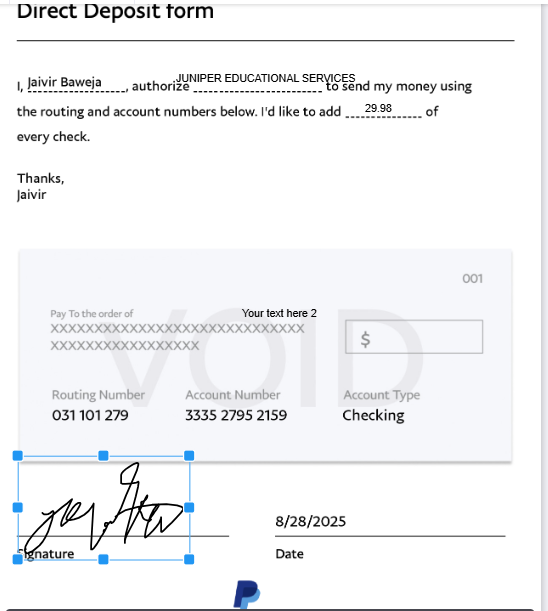 Direct Deposit form
I, Jaivir Baweja, authorize JUNIPER EDUCATIONAL SERVICES to send my money using
the routing and account numbers below. I'd like to add 29.98 of
every check.
Thanks,
Jaivir
001
Pay To the order of Your text here 2
XXXXXXXXXXXXXXXXXXXXXXXXXXXXX
XXXXXXXXXXXXXXXXX
$
VOID
Routing Number Account Number Account Type
031 101 279 3335 2795 2159 Checking
8/28/2025
Signature Date